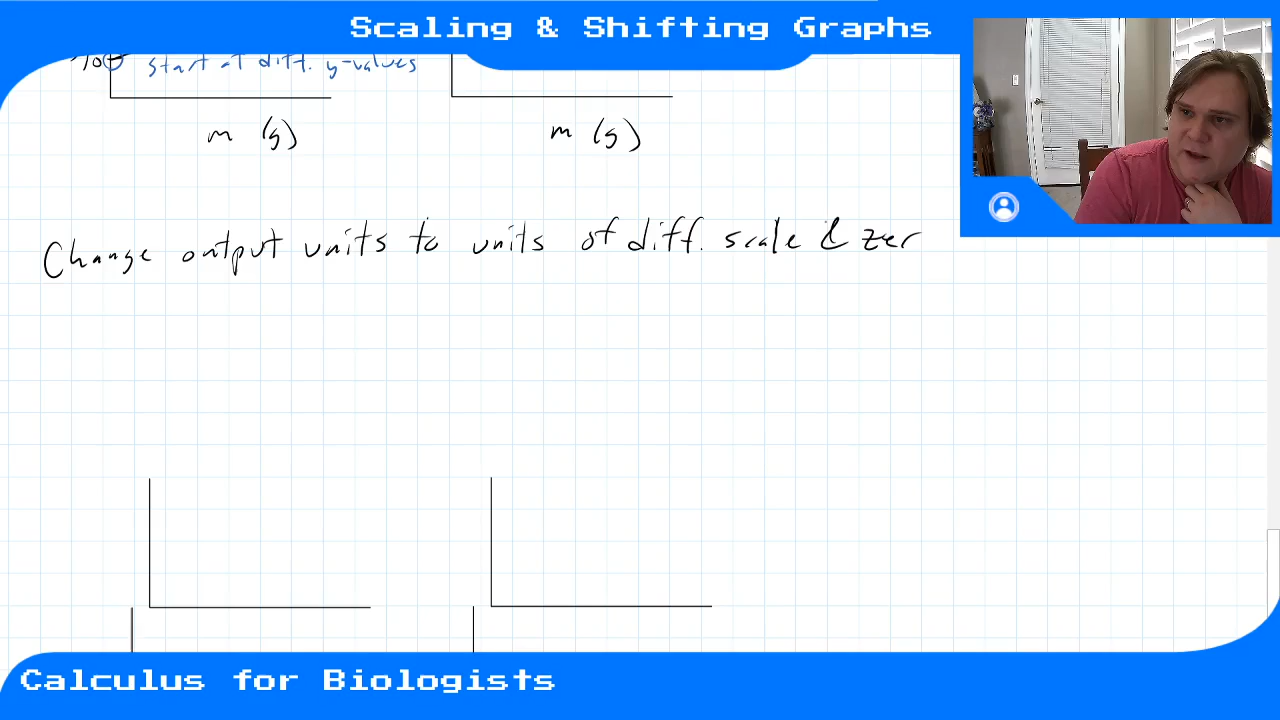 Scaling & Shifting Graphs
start at diff. y-values
m (g)
m (g)
Change output units to units of diff. scale & zer
Calculus for Biologists